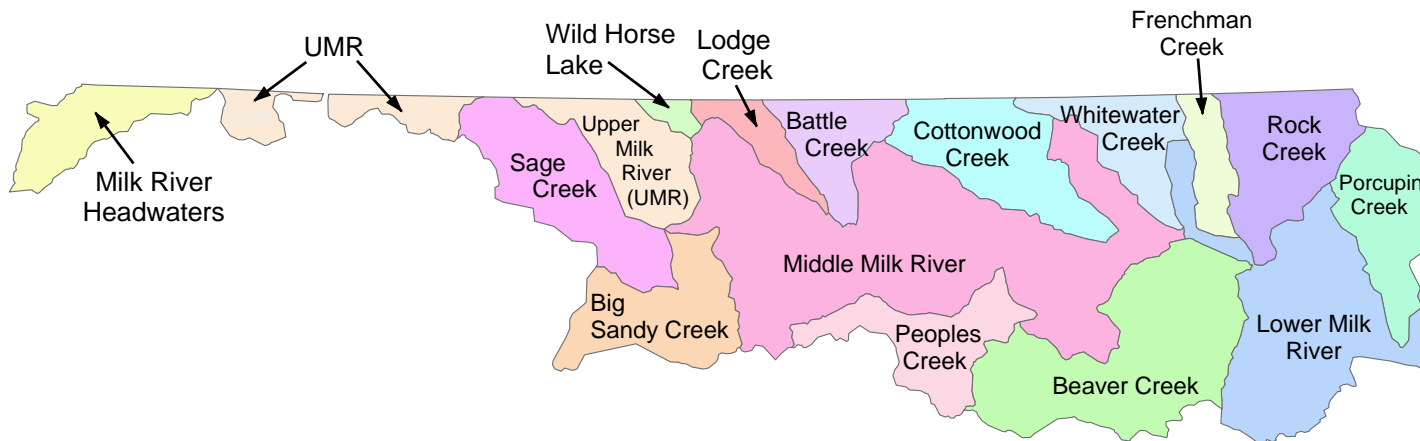 UMR
Wild Horse
Lake
Lodge
Creek
Frenchman
Creek
Milk River
Headwaters
Sage
Creek
Upper
Milk
River
(UMR)
Battle
Creek
Cottonwood
Creek
Whitewater
Creek
Rock
Creek
Porcupin
Creek
Middle Milk River
Big
Sandy Creek
Peoples
Creek
Beaver Creek
Lower Milk
River